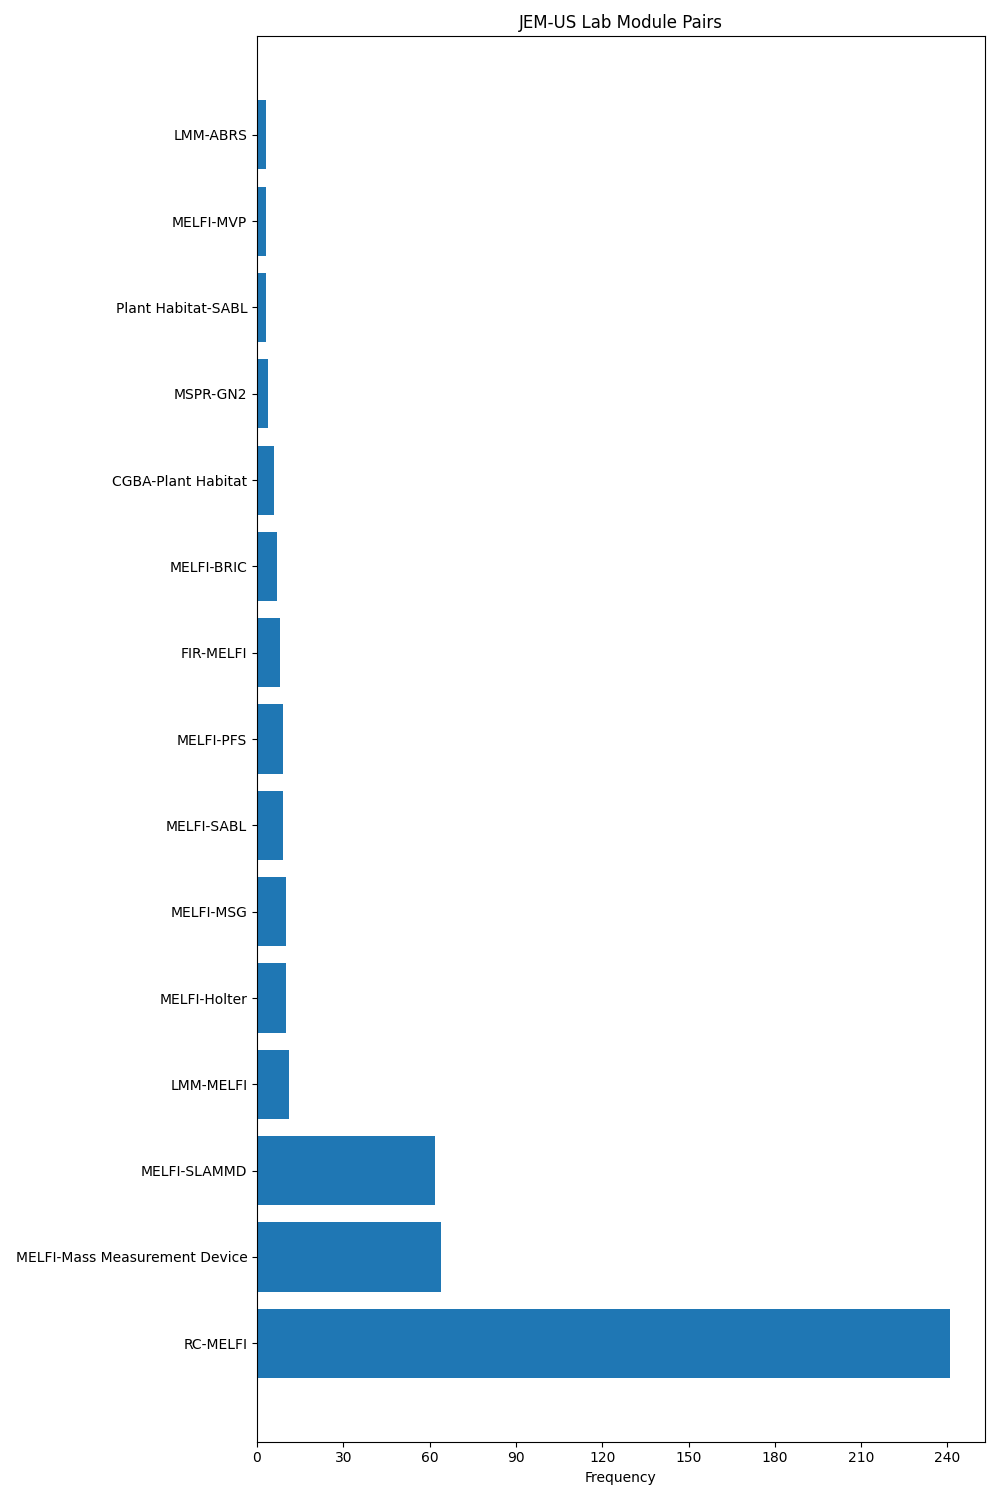 JEM-US Lab Module Pairs
LMM-ABRS
MELFI-MVP
Plant Habitat-SABL
MSPR-GN2
CGBA-Plant Habitat
MELFI-BRIC
FIR-MELFI
MELFI-PFS
MELFI-SABL
MELFI-MSG
MELFI-Holter
LMM-MELFI
MELFI-SLAMMD
MELFI-Mass Measurement Device
RC-MELFI
0 30 60 90 120 150 180 210 240
Frequency